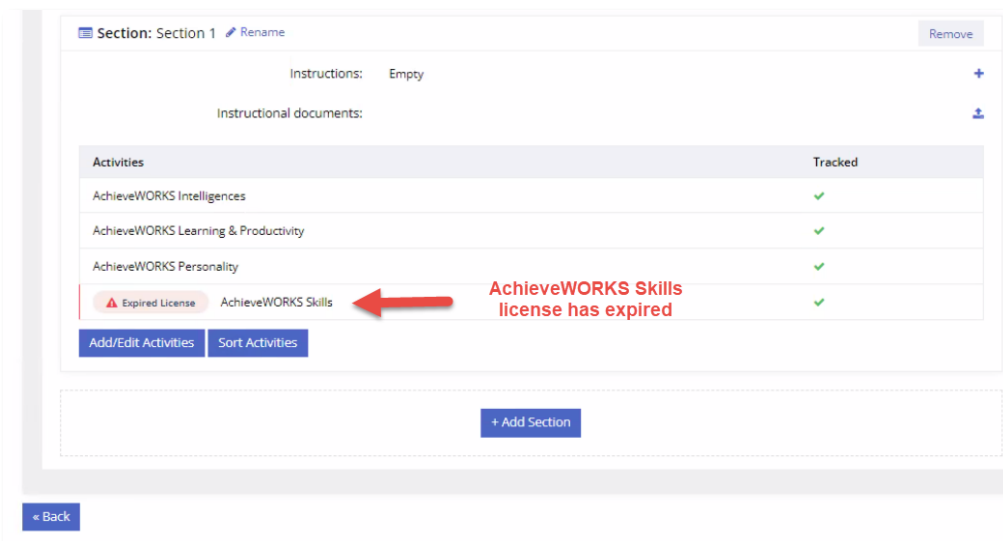 Section: Section 1 Rename
Remove
Instructions: Empty
Instructional documents:
Activities Tracked
AchieveWORKS Intelligences
AchieveWORKS Learning & Productivity
AchieveWORKS Personality
Expired License AchieveWORKS Skills
AchieveWORKS Skills
license has expired
Add/Edit Activities Sort Activities
+ Add Section
« Back